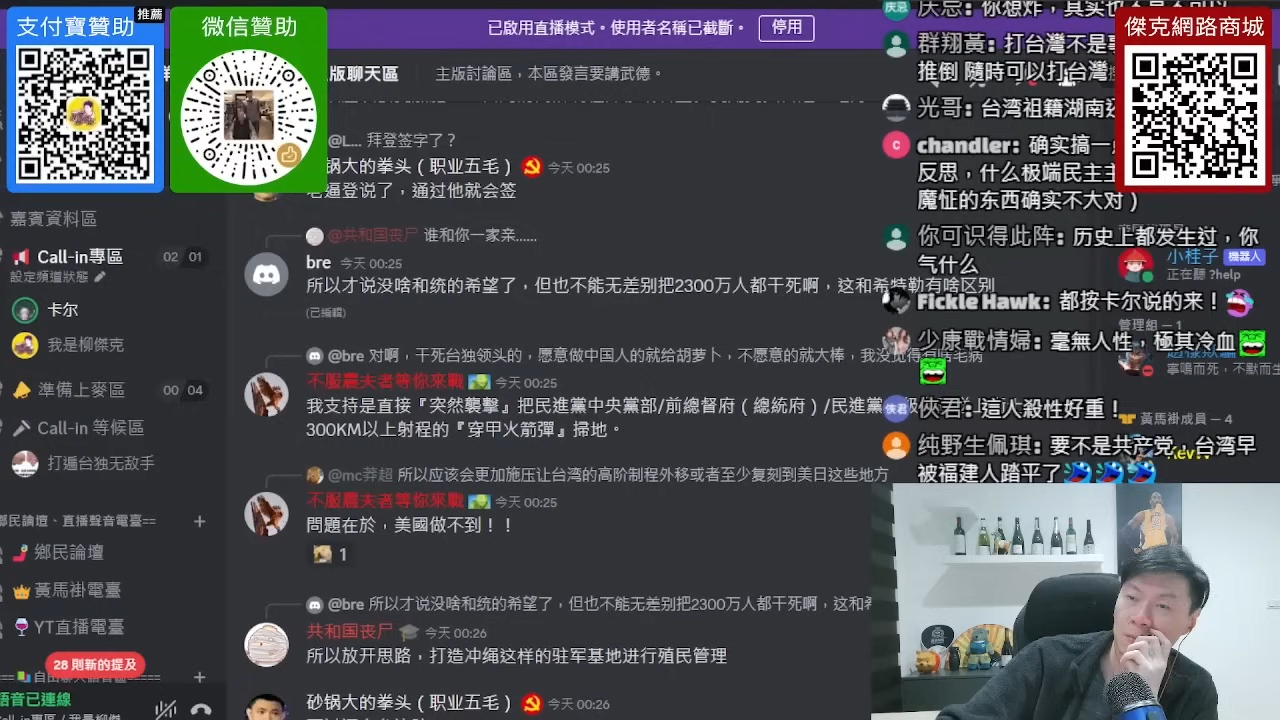 支付寶贊助
推薦
微信贊助
已啟用直播模式。使用者名稱已截斷。
停用
傑克網路商城
版聊天區
主版討論區，本區發言要講武德。
嘉賓資料區
Call-in專區
02 01
設定頻道狀態
卡尔
我是柳傑克
準備上麥區
00 04
Call-in 等候區
打遍台独无敌手
鄉民論壇、直播聲音電臺==
鄉民論壇
黃馬褂電臺
YT直播電臺
28 則新的提及
語音已連線
@L... 拜登签字了？
砂锅大的拳头（职业五毛） 今天 00:25
老逼登说了，通过他就会签
@共和国丧尸 谁和你一家亲......
bre 今天 00:25
所以才说没啥和统的希望了，但也不能无差别把2300万人都干死啊，这和希特勒有啥区别
(已編輯)
@bre 对啊，干死台独领头的，愿意做中国人的就给胡萝卜，不愿意的就大棒，我没觉得有啥毛病
不服農夫者等你來戰 今天 00:25
我支持是直接『突然襲擊』把民進黨中央黨部/前總督府（總統府）/民進黨
300KM以上射程的『穿甲火箭彈』掃地。
@mc莽超 所以应该会更加施压让台湾的高阶制程外移或者至少复刻到美日这些地方
不服農夫者等你來戰 今天 00:25
問題在於，美國做不到！！
1
@bre 所以才说没啥和统的希望了，但也不能无差别把2300万人都干死啊，这和希
共和国丧尸 今天 00:26
所以放开思路，打造冲绳这样的驻军基地进行殖民管理
砂锅大的拳头（职业五毛） 今天 00:26
庆忌: 你想炸，其实也
群翔黃: 打台灣不是
推倒 隨時可以打台灣
光哥: 台湾祖籍湖南
chandler: 确实搞一
反思，什么极端民主主
魔怔的东西确实不大对）
你可识得此阵: 历史上都发生过，你
气什么
小桂子 機器人
正在聽 ?help
Fickle Hawk: 都按卡尔说的来！
管理組 — 1
少康戰情婦: 毫無人性，極其冷血
寧鳴而死，不默而生
俠君: 這人殺性好重！
黃馬褂成員 — 4
纯野生佩琪: 要不是共产党，台湾早
被福建人踏平了